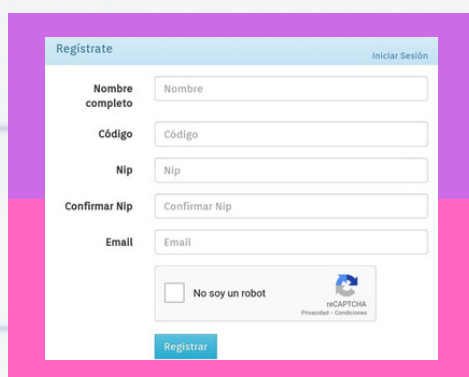 Regístrate
Iniciar Sesión
Nombre completo
Nombre
Código
Código
Nip
Nip
Confirmar Nip
Confirmar Nip
Email
Email
No soy un robot
reCAPTCHA
Privacidad - Condiciones
Registrar